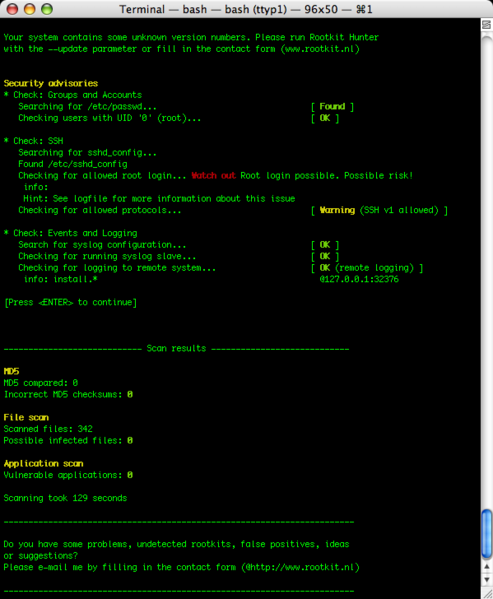 Terminal — bash — bash (ttyp1) — 96x50 — ⌘1
Your system contains some unknown version numbers. Please run Rootkit Hunter
with the --update parameter or fill in the contact form (www.rootkit.nl)
Security advisories
* Check: Groups and Accounts
Searching for /etc/passwd... [ Found ]
Checking users with UID '0' (root)... [ OK ]
* Check: SSH
Searching for sshd_config...
Found /etc/sshd_config
Checking for allowed root login... Watch out Root login possible. Possible risk!
info:
Hint: See logfile for more information about this issue
Checking for allowed protocols... [ Warning (SSH v1 allowed) ]
* Check: Events and Logging
Search for syslog configuration... [ OK ]
Checking for running syslog slave... [ OK ]
Checking for logging to remote system... [ OK (remote logging) ]
info: install.* @127.0.0.1:32376
[Press <ENTER> to continue]
---------------------------- Scan results ----------------------------
MD5
MD5 compared: 0
Incorrect MD5 checksums: 0
File scan
Scanned files: 342
Possible infected files: 0
Application scan
Vulnerable applications: 0
Scanning took 129 seconds
-----------------------------------------------------------------------
Do you have some problems, undetected rootkits, false positives, ideas
or suggestions?
Please e-mail me by filling in the contact form (@http://www.rootkit.nl)
-----------------------------------------------------------------------